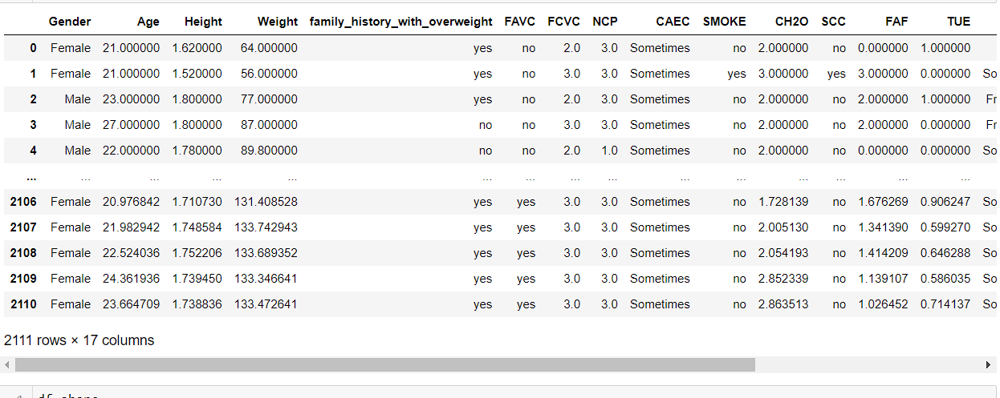 Gender Age Height Weight family_history_with_overweight FAVC FCVC NCP CAEC SMOKE CH2O SCC FAF TUE
0 Female 21.000000 1.620000 64.000000 yes no 2.0 3.0 Sometimes no 2.000000 no 0.000000 1.000000
1 Female 21.000000 1.520000 56.000000 yes no 3.0 3.0 Sometimes yes 3.000000 yes 3.000000 0.000000 So
2 Male 23.000000 1.800000 77.000000 yes no 2.0 3.0 Sometimes no 2.000000 no 2.000000 1.000000 Fr
3 Male 27.000000 1.800000 87.000000 no no 3.0 3.0 Sometimes no 2.000000 no 2.000000 0.000000 Fr
4 Male 22.000000 1.780000 89.800000 no no 2.0 1.0 Sometimes no 2.000000 no 0.000000 0.000000 So
... ... ... ... ... ... ... ... ... ... ... ... ... ... ...
2106 Female 20.976842 1.710730 131.408528 yes yes 3.0 3.0 Sometimes no 1.728139 no 1.676269 0.906247 So
2107 Female 21.982942 1.748584 133.742943 yes yes 3.0 3.0 Sometimes no 2.005130 no 1.341390 0.599270 So
2108 Female 22.524036 1.752206 133.689352 yes yes 3.0 3.0 Sometimes no 2.054193 no 1.414209 0.646288 So
2109 Female 24.361936 1.739450 133.346641 yes yes 3.0 3.0 Sometimes no 2.852339 no 1.139107 0.586035 So
2110 Female 23.664709 1.738836 133.472641 yes yes 3.0 3.0 Sometimes no 2.863513 no 1.026452 0.714137 So
2111 rows × 17 columns